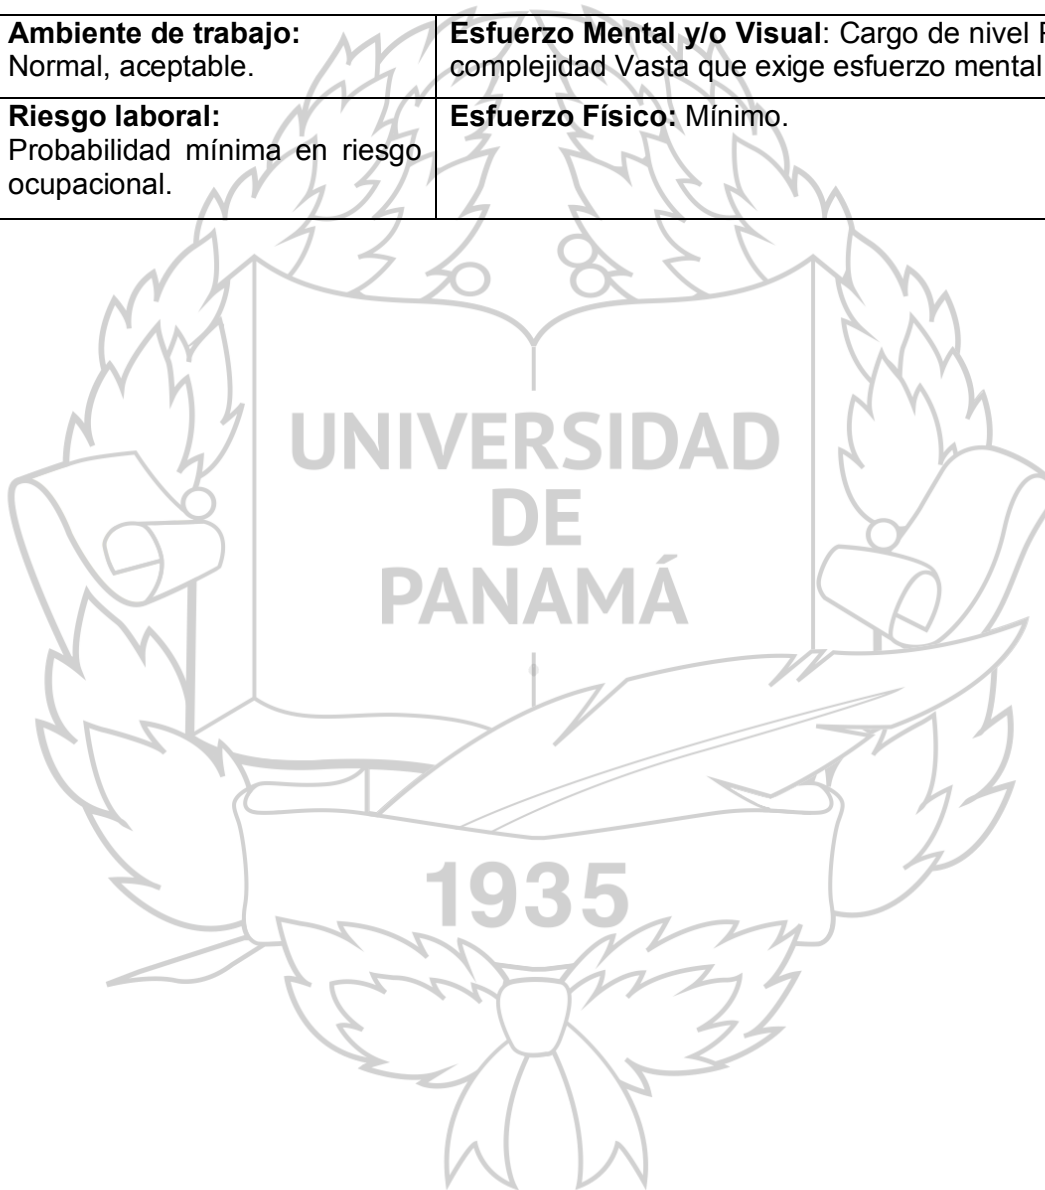 Ambiente de trabajo:
Normal, aceptable.
Esfuerzo Mental y/o Visual: Cargo de nivel
complejidad Vasta que exige esfuerzo mental
Riesgo laboral:
Probabilidad mínima en riesgo
ocupacional.
Esfuerzo Físico: Mínimo.
UNIVERSIDAD
DE
PANAMÁ
1935